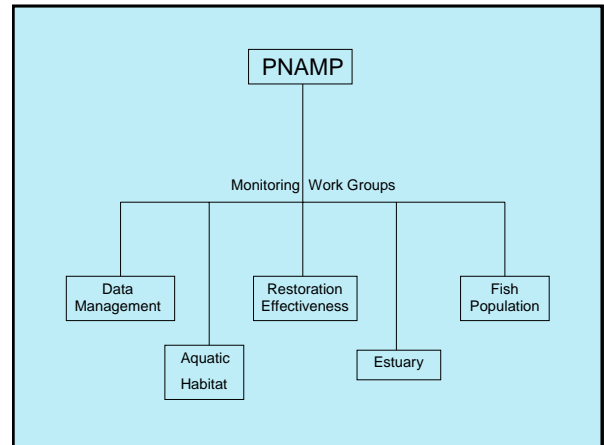 PNAMP
Monitoring Work Groups
Data
Management
Restoration
Effectiveness
Fish
Population
Aquatic
Habitat
Estuary